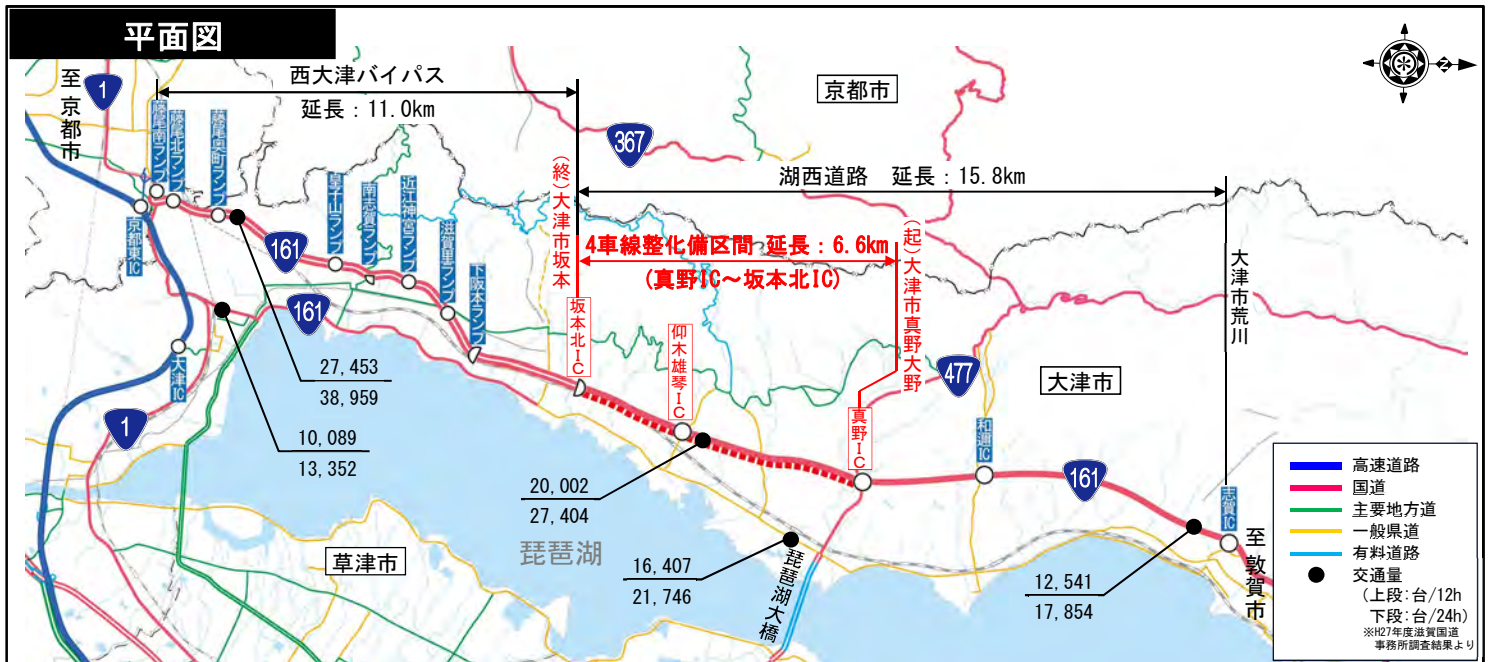 平面図
至京都市
1
西大津バイパス
延長：11.0km
藤尾南ランプ
藤尾北ランプ
藤尾奥町ランプ
京都東IC
皇子山ランプ
南志賀ランプ
近江神宮ランプ
滋賀里ランプ
下阪本ランプ
161
161
大津IC
1
27,453
38,959
10,089
13,352
367
京都市
湖西道路　延長：15.8km
(終)大津市坂本
4車線整化備区間 延長：6.6km
(真野IC～坂本北IC)
(起)大津市真野大野
坂本北IC
仰木雄琴IC
真野IC
477
大津市
和邇IC
161
大津市荒川
志賀IC
至敦賀市
20,002
27,404
16,407
21,746
12,541
17,854
琵琶湖
琵琶湖大橋
草津市
N
高速道路
国道
主要地方道
一般県道
有料道路
交通量
(上段:台/12h
下段:台/24h)
※H27年度滋賀国道
事務所調査結果より